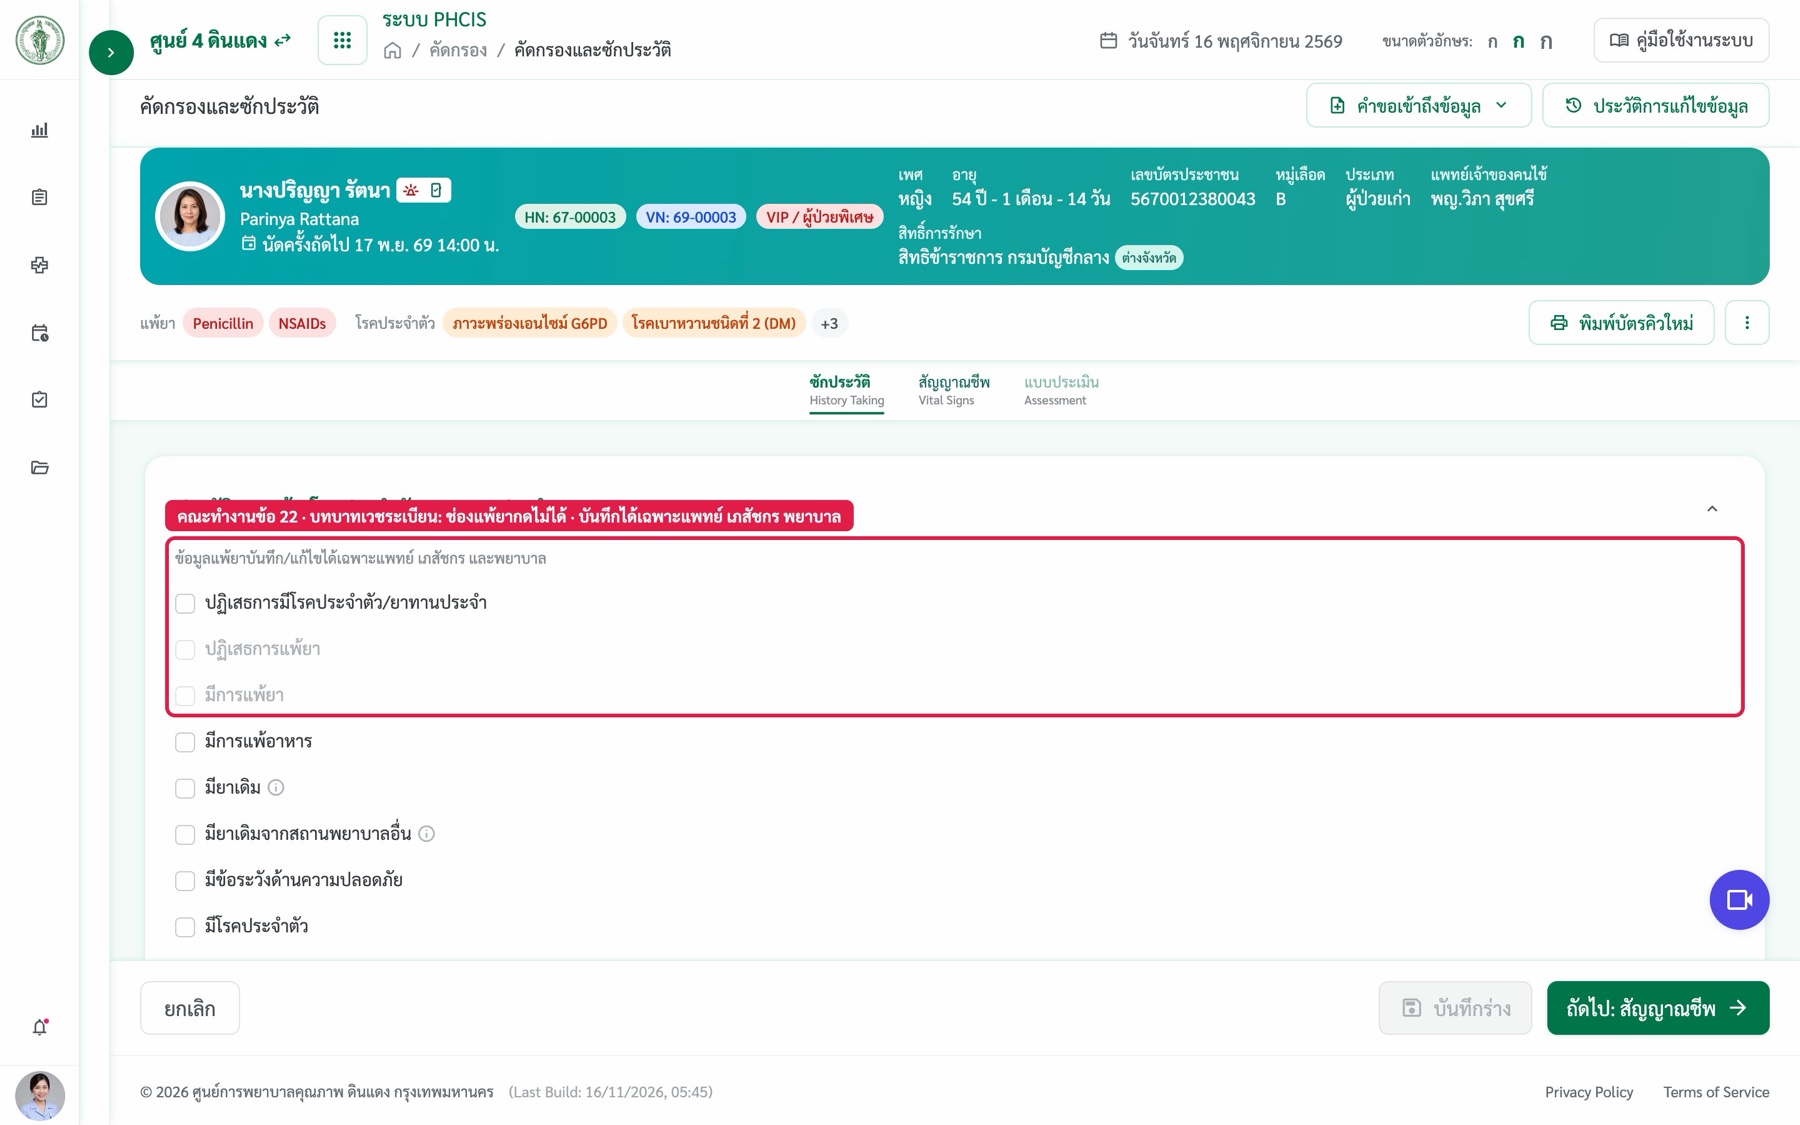 ศูนย์ 4 ดินแดง
ระบบ PHCIS
/ คัดกรอง / คัดกรองและซักประวัติ
วันจันทร์ 16 พฤศจิกายน 2569
ขนาดตัวอักษร: ก ก ก
คู่มือใช้งานระบบ
คัดกรองและซักประวัติ
คำขอเข้าถึงข้อมูล
ประวัติการแก้ไขข้อมูล
นางปริญญา รัตนา
Parinya Rattana
นัดครั้งถัดไป 17 พ.ย. 69 14:00 น.
HN: 67-00003
VN: 69-00003
VIP / ผู้ป่วยพิเศษ
เพศ อายุ เลขบัตรประชาชน หมู่เลือด ประเภท แพทย์เจ้าของคนไข้
หญิง 54 ปี - 1 เดือน - 14 วัน 5670012380043 B ผู้ป่วยเก่า พญ.วิภา สุขศรี
สิทธิ์การรักษา
สิทธิข้าราชการ กรมบัญชีกลาง ต่างจังหวัด
แพ้ยา Penicillin NSAIDs โรคประจำตัว ภาวะพร่องเอนไซม์ G6PD โรคเบาหวานชนิดที่ 2 (DM) +3
พิมพ์บัตรคิวใหม่
ซักประวัติ สัญญาณชีพ แบบประเมิน
History Taking Vital Signs Assessment
คณะทำงานข้อ 22 · บทบาทเวชระเบียน: ช่องแพ้ยากดไม่ได้ · บันทึกได้เฉพาะแพทย์ เภสัชกร พยาบาล
ข้อมูลแพ้ยาบันทึก/แก้ไขได้เฉพาะแพทย์ เภสัชกร และพยาบาล
ปฏิเสธการมีโรคประจำตัว/ยาทานประจำ
ปฏิเสธการแพ้ยา
มีการแพ้ยา
มีการแพ้อาหาร
มียาเดิม
มียาเดิมจากสถานพยาบาลอื่น
มีข้อระวังด้านความปลอดภัย
มีโรคประจำตัว
ยกเลิก
บันทึกร่าง
ถัดไป: สัญญาณชีพ
© 2026 ศูนย์การพยาบาลคุณภาพ ดินแดง กรุงเทพมหานคร (Last Build: 16/11/2026, 05:45)
Privacy Policy Terms of Service